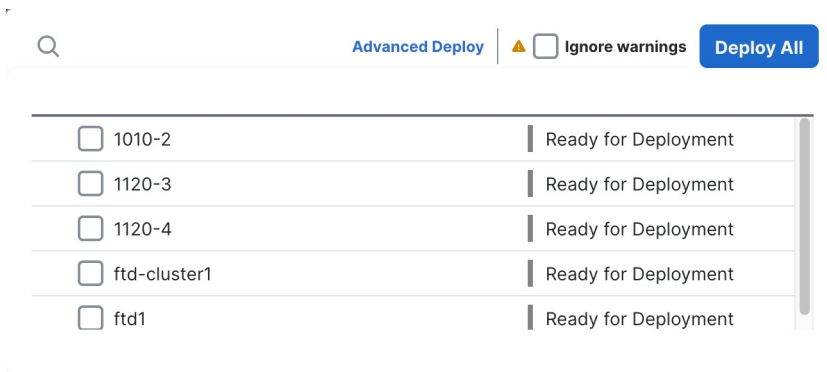 Advanced Deploy Ignore warnings Deploy All
1010-2 Ready for Deployment
1120-3 Ready for Deployment
1120-4 Ready for Deployment
ftd-cluster1 Ready for Deployment
ftd1 Ready for Deployment